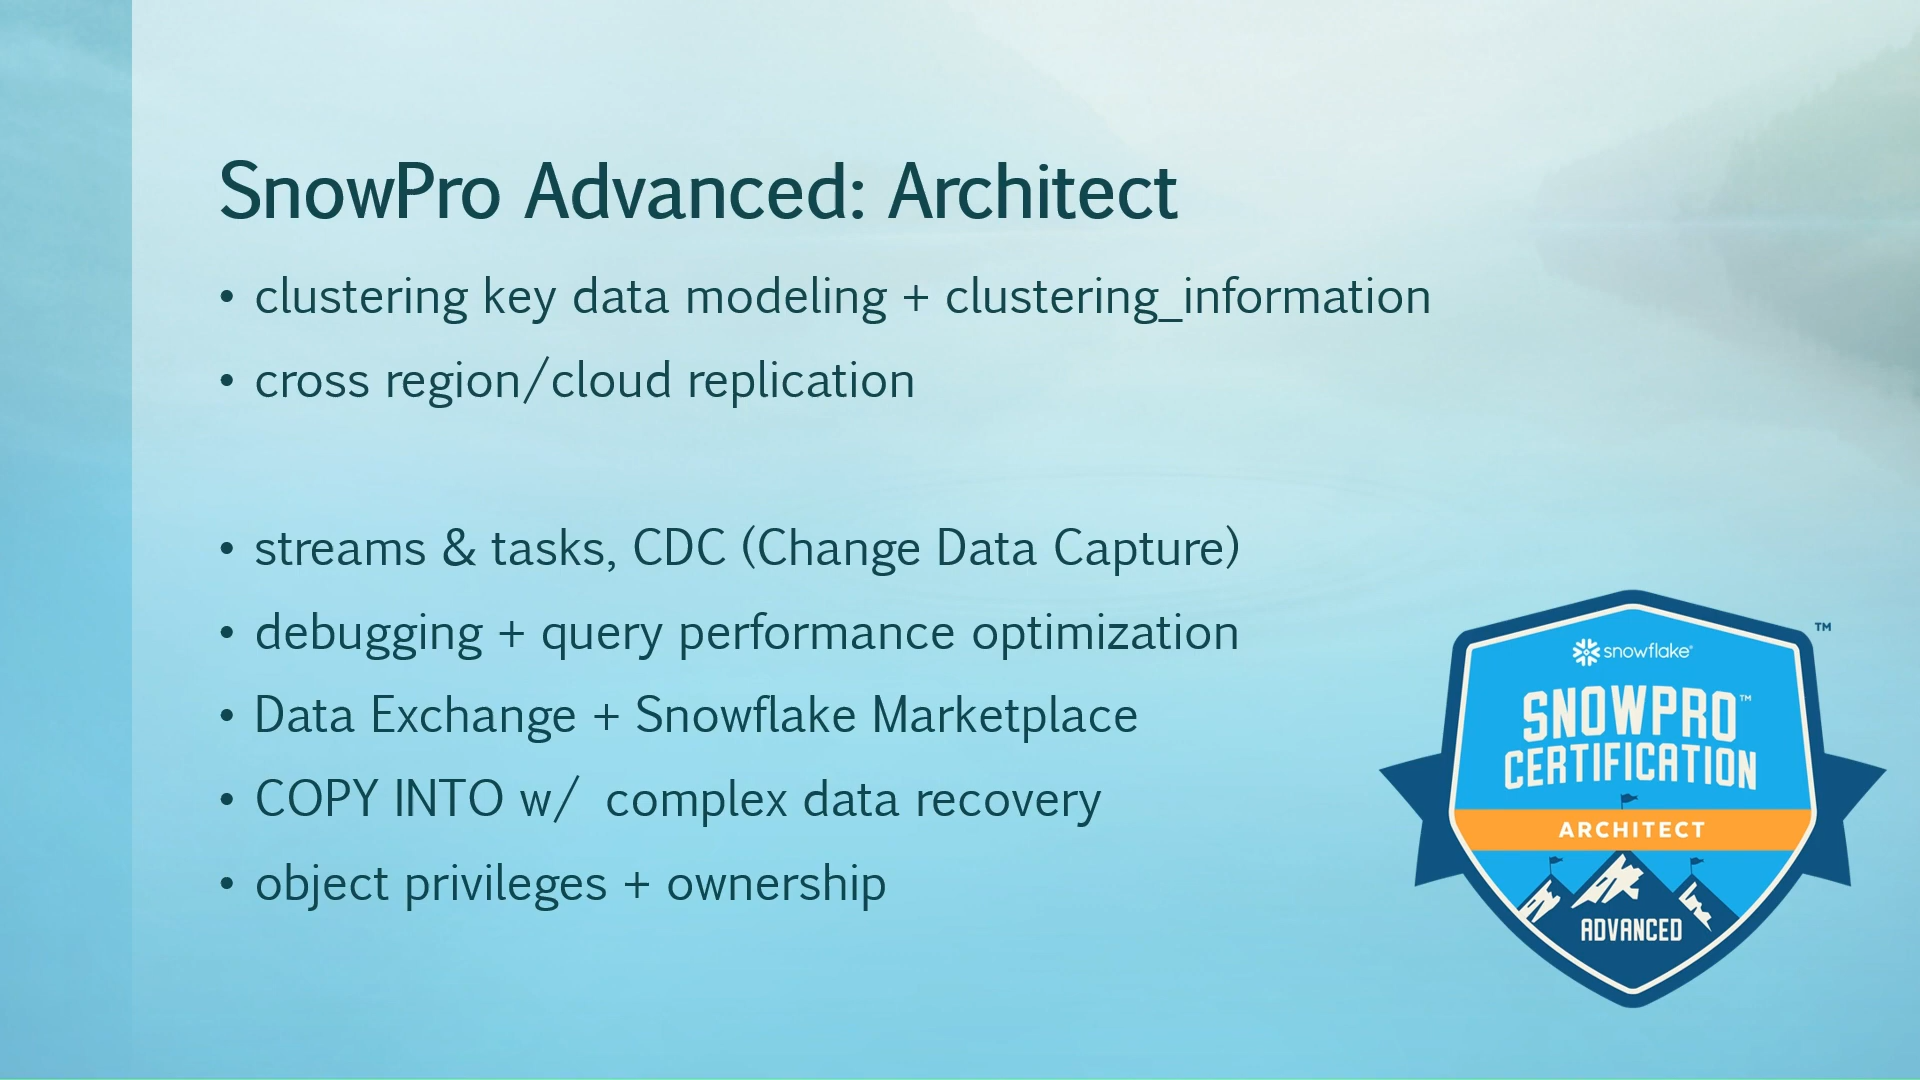 SnowPro Advanced: Architect
• clustering key data modeling + clustering_information
• cross region/cloud replication
• streams & tasks, CDC (Change Data Capture)
• debugging + query performance optimization
• Data Exchange + Snowflake Marketplace
• COPY INTO w/  complex data recovery
• object privileges + ownership
TM
snowflake®
SNOWPRO™
CERTIFICATION
ARCHITECT
ADVANCED